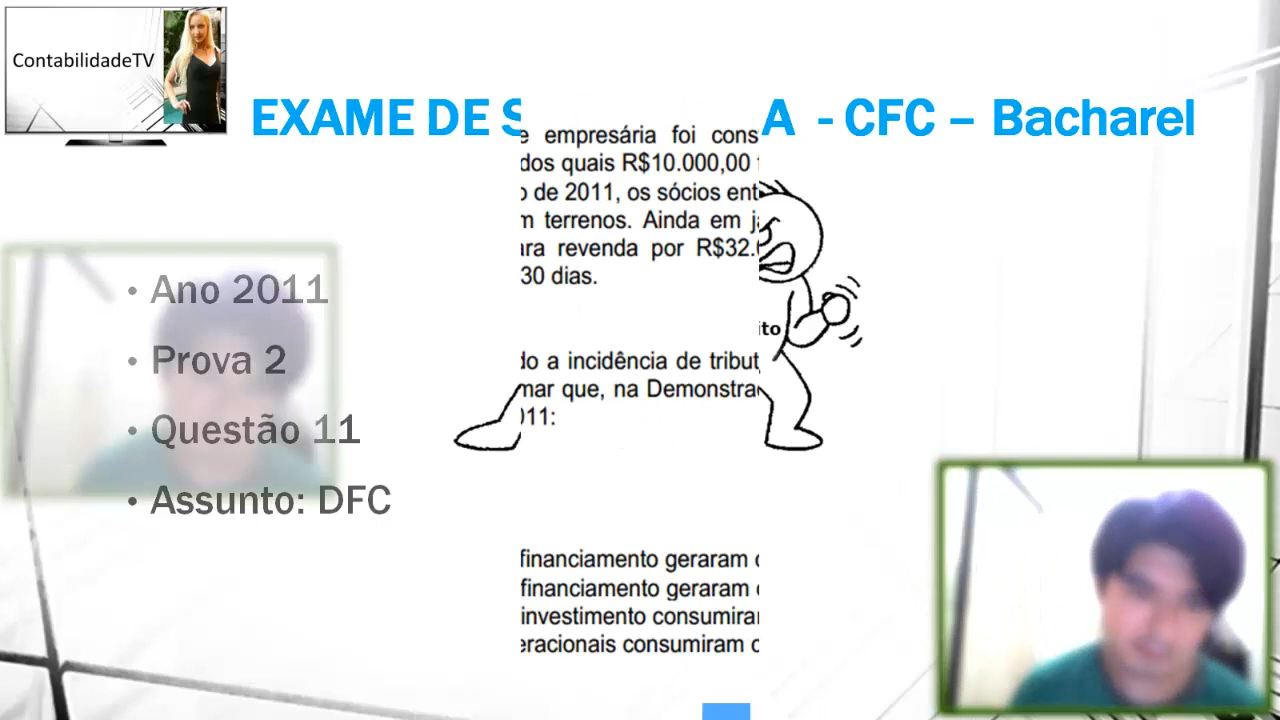 ContabilidadeTV
EXAME DE S A - CFC – Bacharel
empresária foi cons
dos quais R$10.000,00
de 2011, os sócios ent
terrenos. Ainda em
revenda por R$32.
30 dias.
• Ano 2011
• Prova 2
• Questão 11
• Assunto: DFC
ito
do a incidência de tribut
mar que, na Demonstra
011:
financiamento geraram
financiamento geraram
investimento consumira
eracionais consumiram